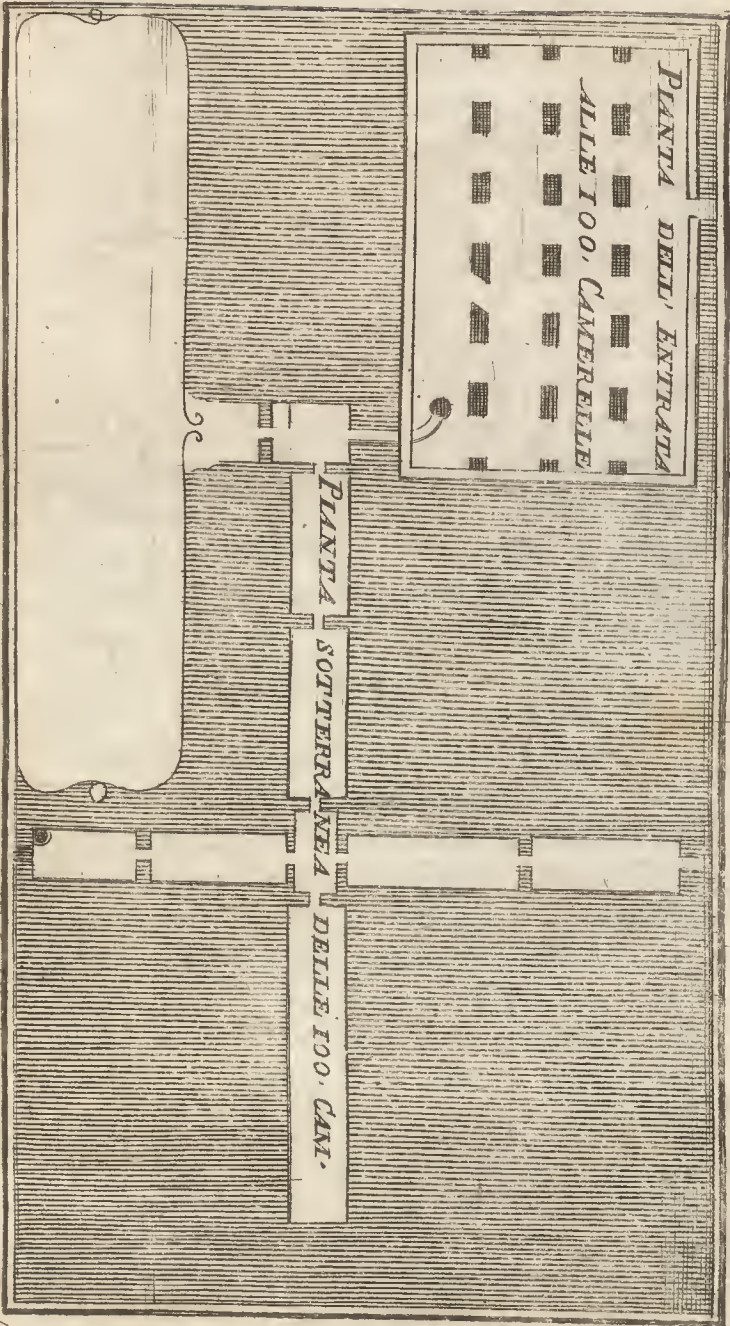 PIANTA DELL' ENTRATA
ALLE 100. CAMERELLE
PIANTA SOTTERRANEA DELLE 100. CAM.